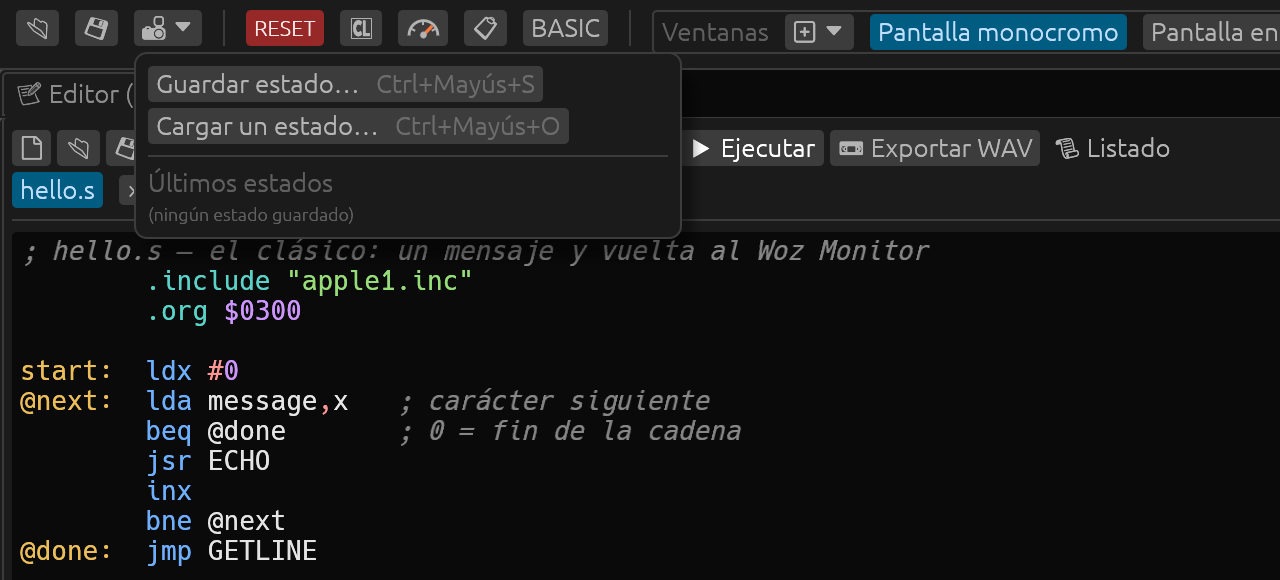 RESET CL BASIC Ventanas Pantalla monocromo Pantalla en
Guardar estado… Ctrl+Mayús+S
Editor (
Cargar un estado… Ctrl+Mayús+O
Ejecutar Exportar WAV Listado
hello.s
Últimos estados
(ningún estado guardado)
; hello.s — el clásico: un mensaje y vuelta al Woz Monitor
.include "apple1.inc"
.org $0300
start: ldx #0
@next: lda message,x ; carácter siguiente
beq @done ; 0 = fin de la cadena
jsr ECHO
inx
bne @next
@done: jmp GETLINE